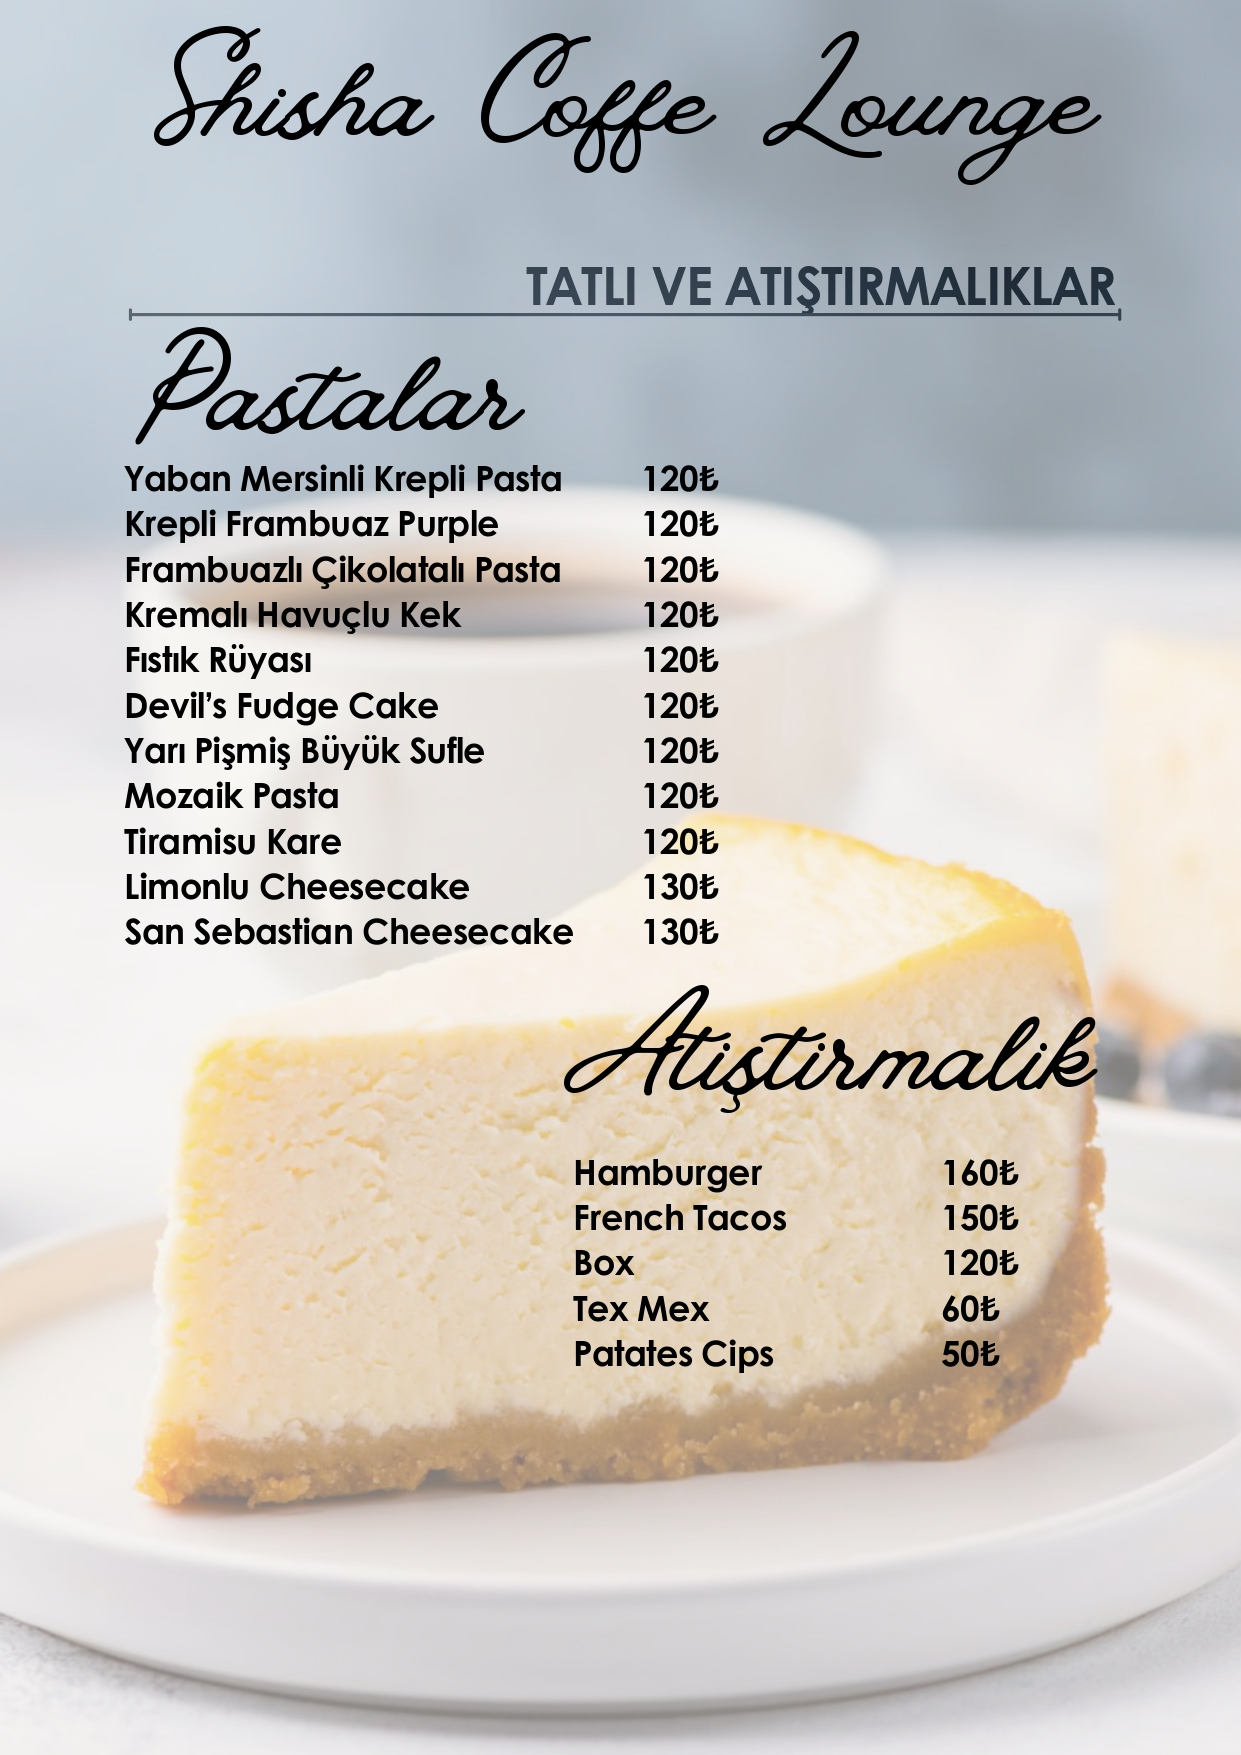 Shisha Coffe Lounge
TATLI VE ATIŞTIRMALIKLAR
Pastalar
Yaban Mersinli Krepli Pasta 120₺
Krepli Frambuaz Purple 120₺
Frambuazlı Çikolatalı Pasta 120₺
Kremalı Havuçlu Kek 120₺
Fıstık Rüyası 120₺
Devil's Fudge Cake 120₺
Yarı Pişmiş Büyük Sufle 120₺
Mozaik Pasta 120₺
Tiramisu Kare 120₺
Limonlu Cheesecake 130₺
San Sebastian Cheesecake 130₺
Atiştirmalik
Hamburger 160₺
French Tacos 150₺
Box 120₺
Tex Mex 60₺
Patates Cips 50₺